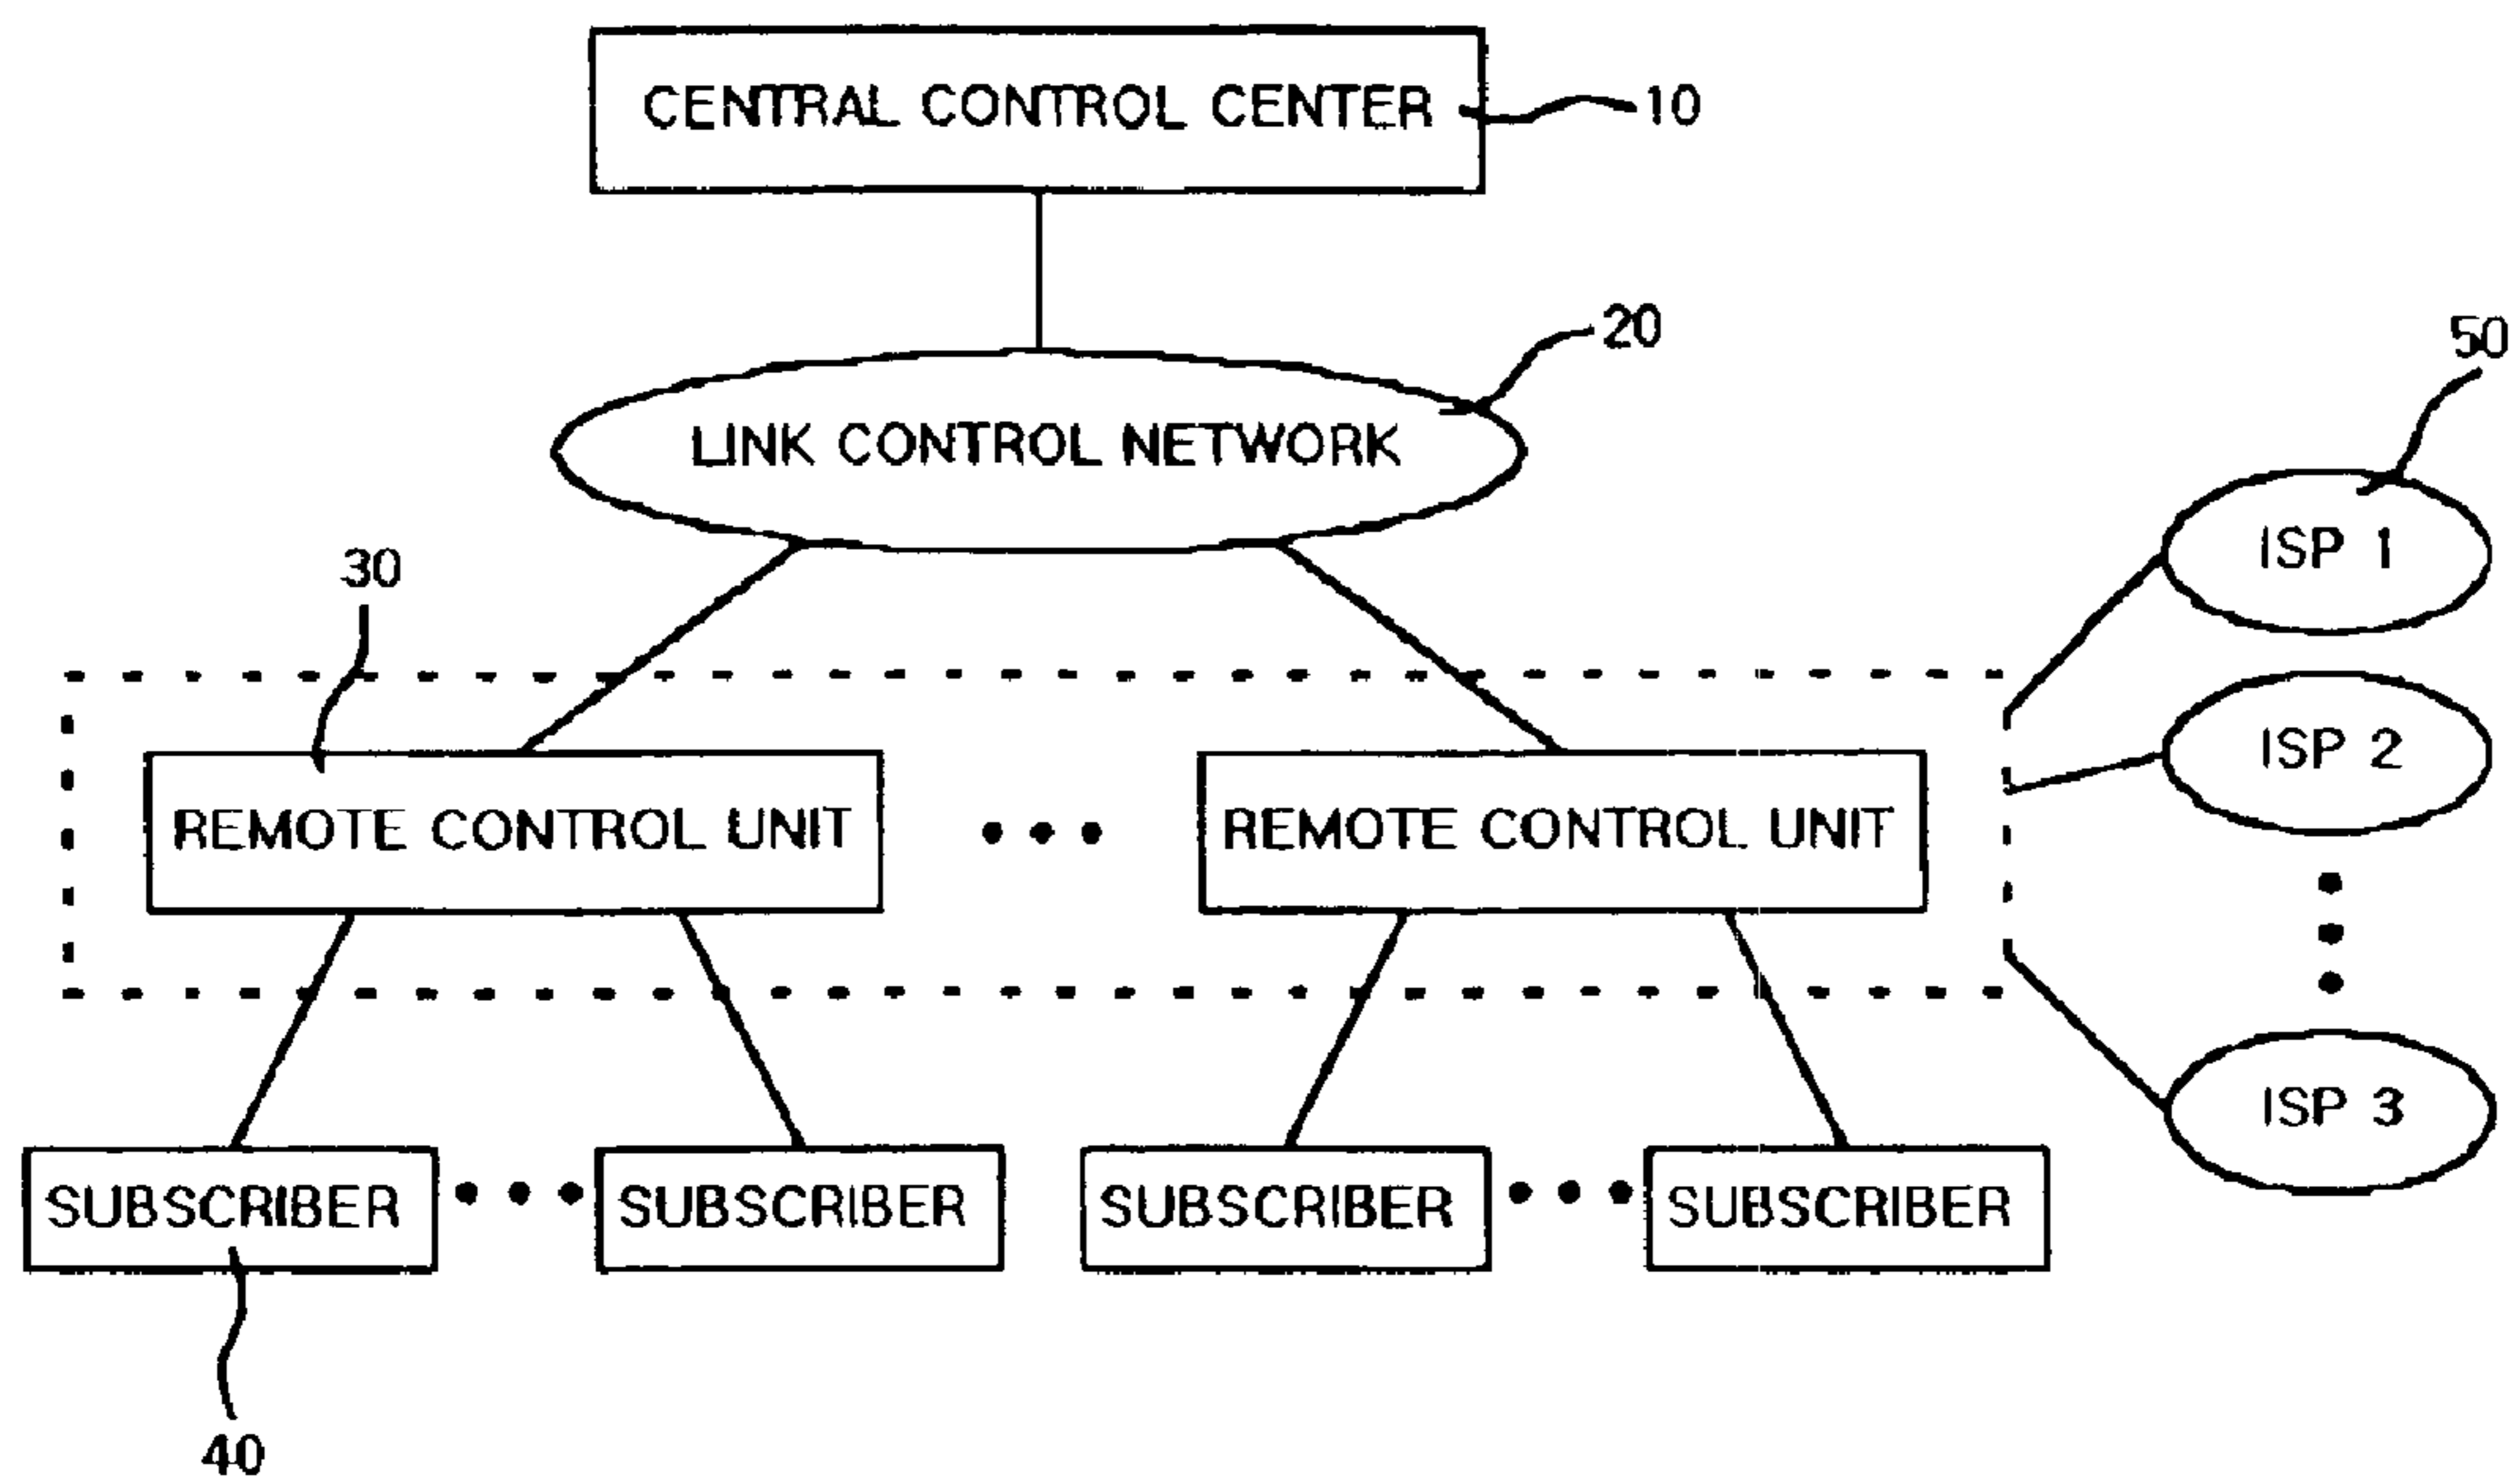 CENTRAL CONTROL CENTER
10
20
50
LINK CONTROL NETWORK
ISP 1
30
ISP 2
REMOTE CONTROL UNIT
REMOTE CONTROL UNIT
ISP 3
SUBSCRIBER
SUBSCRIBER
SUBSCRIBER
SUBSCRIBER
40